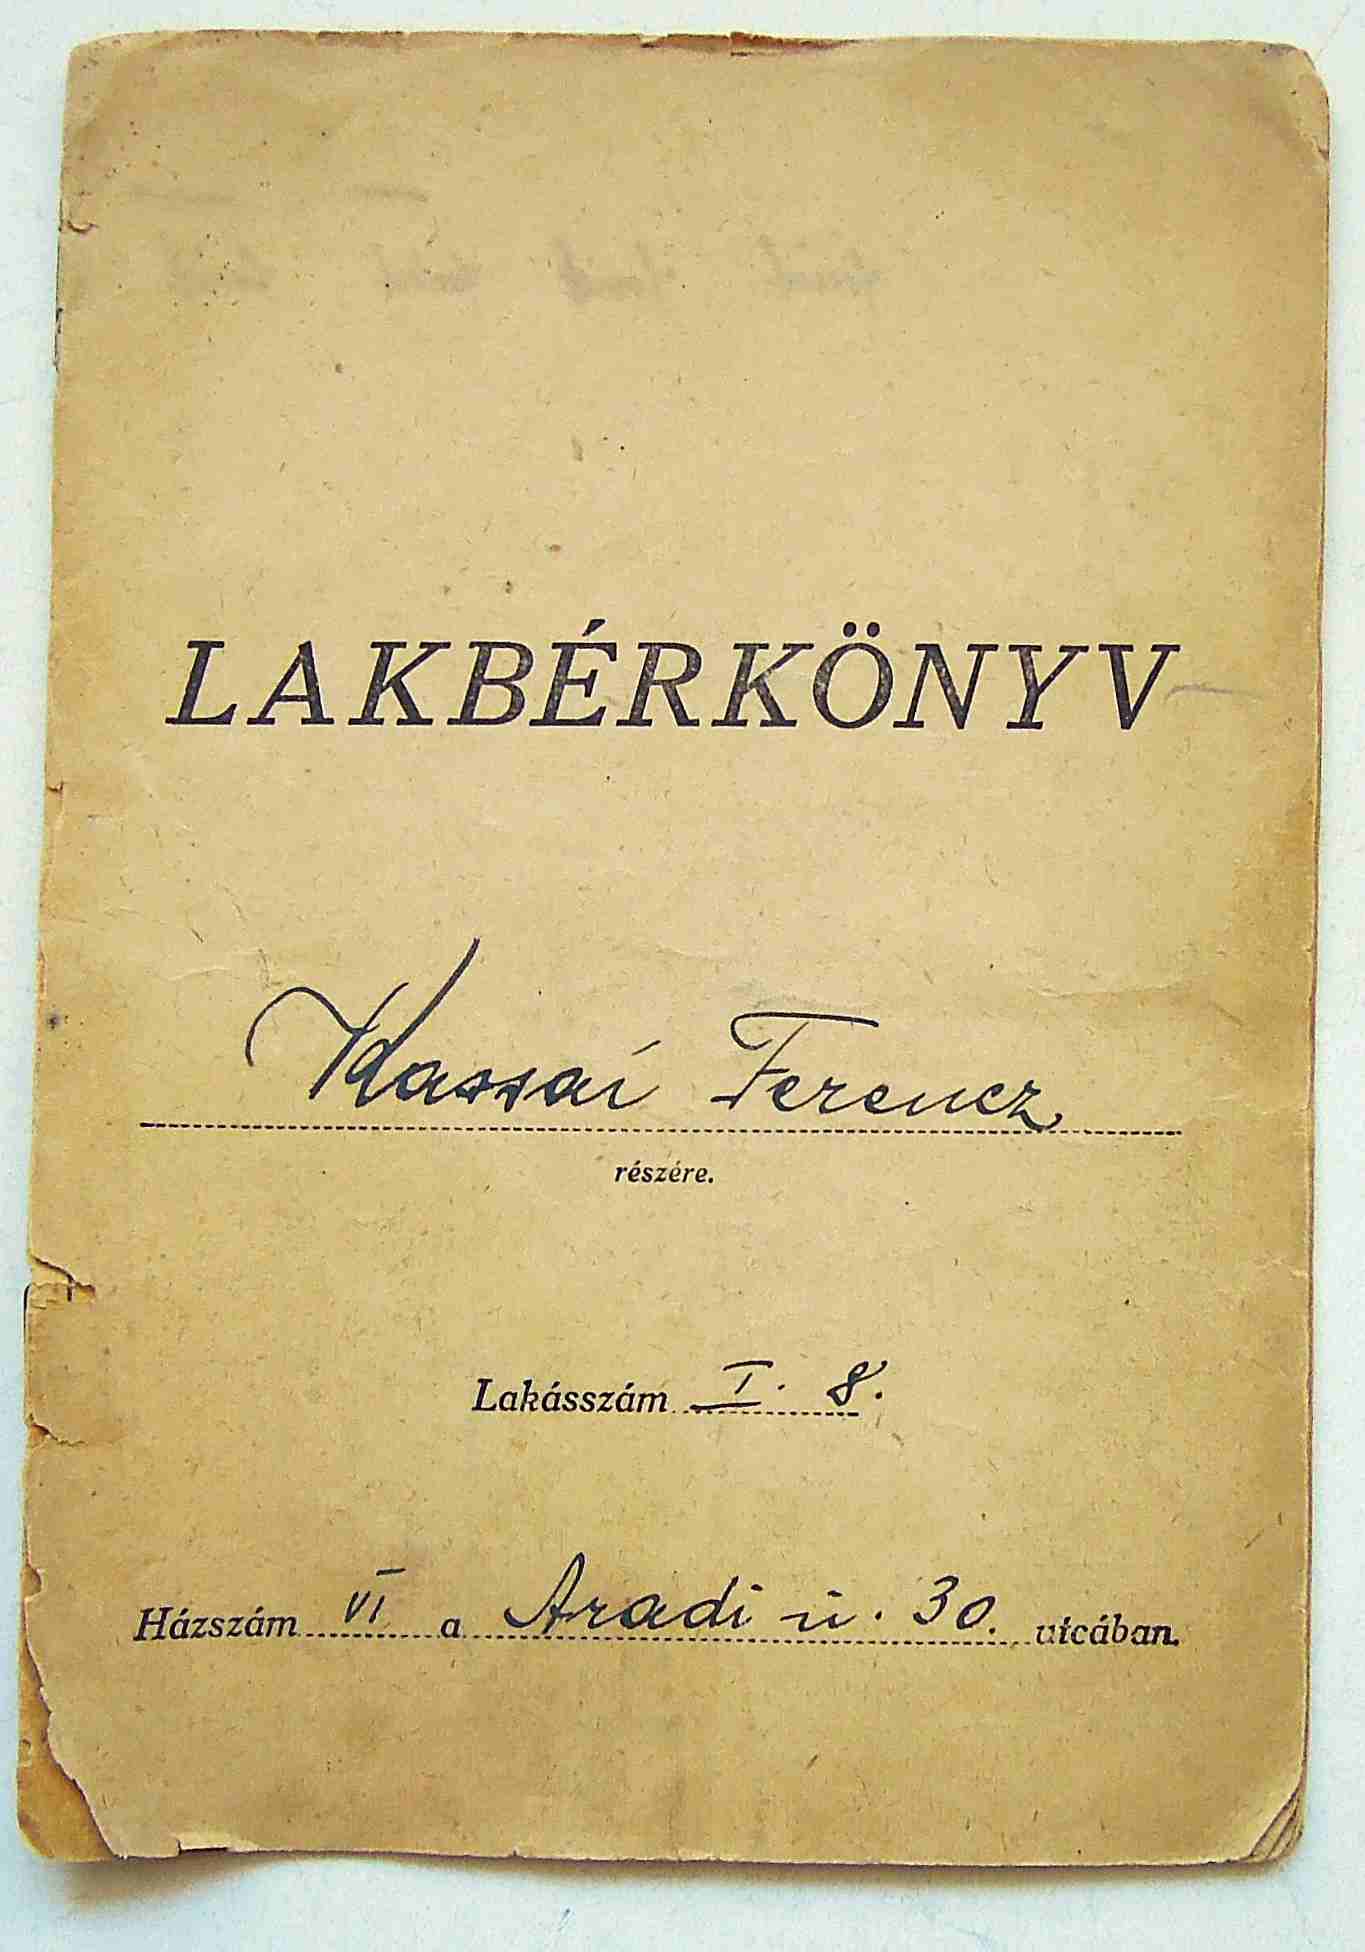 LAKBÉRKÖNYV
Kassai Ferencz
részére.
Lakásszám I. 8.
Házszám VI a Aradi u. 30. utcában.